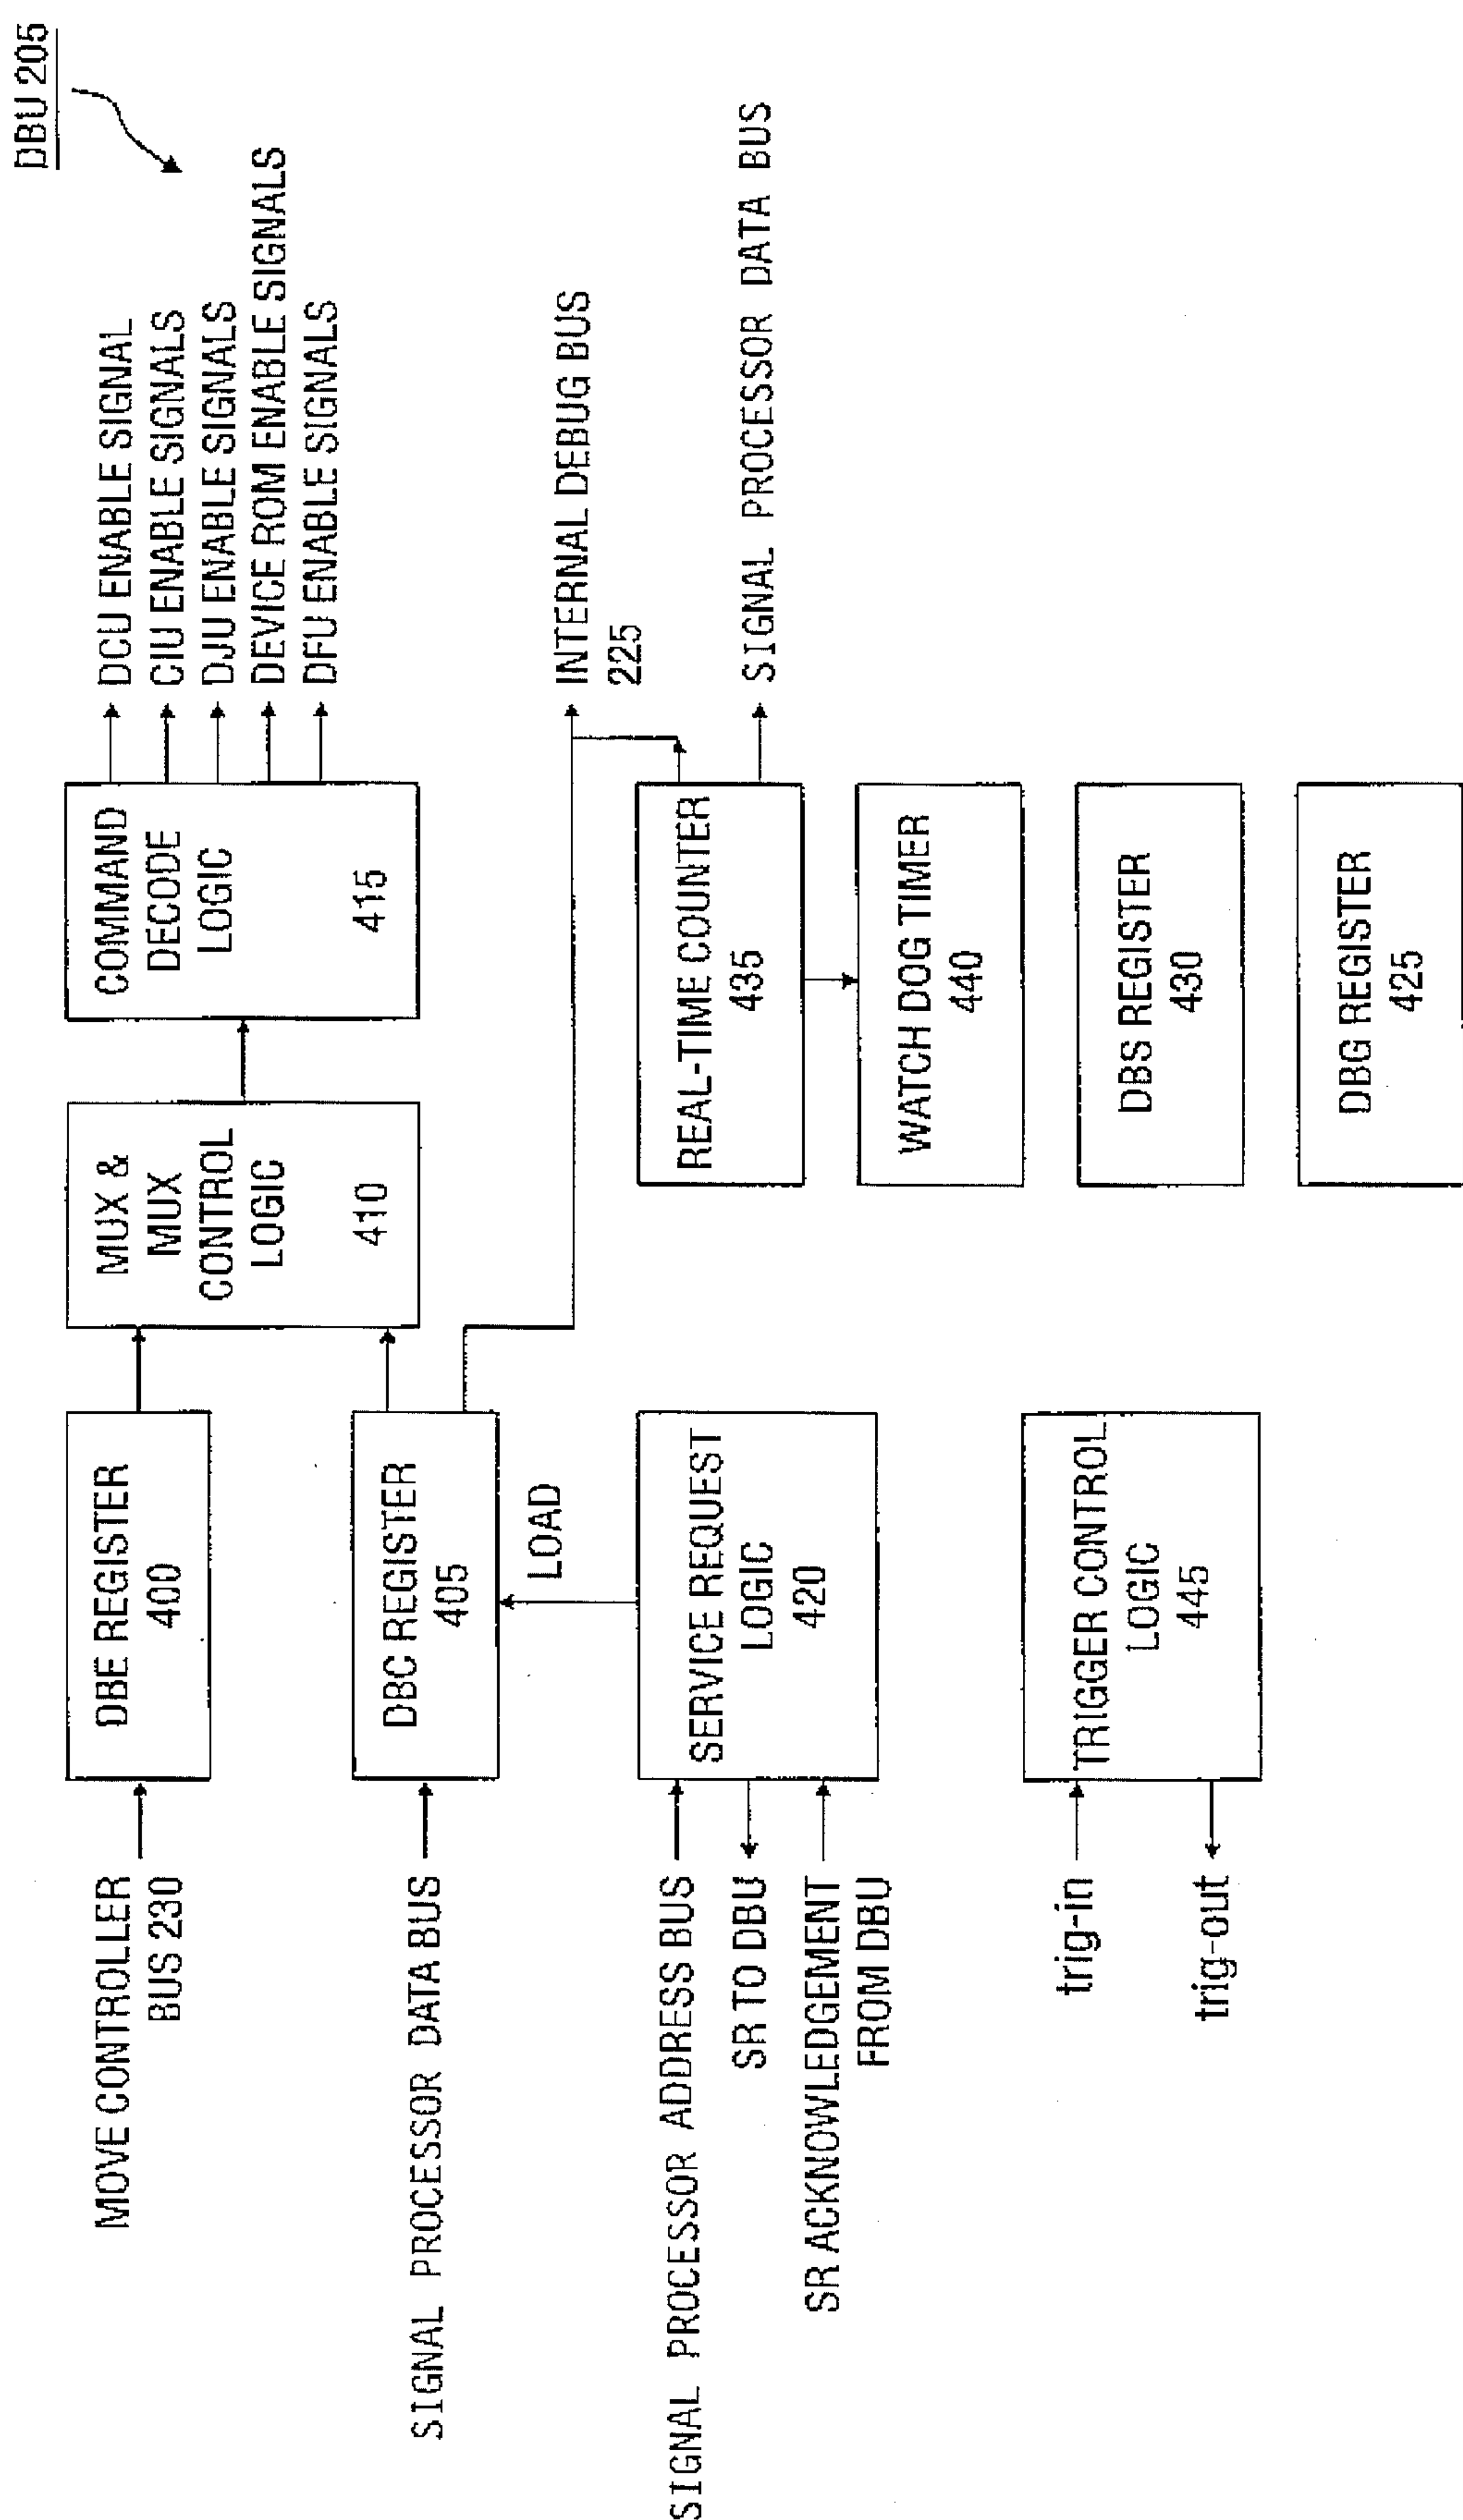 DBU 205
MOVE CONTROLLER
BUS 230
DBE REGISTER
400
MUX &
MUX
CONTROL
LOGIC
410
COMMAND
DECODE
LOGIC
415
DCU ENABLE SIGNAL
CIU ENABLE SIGNALS
DJU ENABLE SIGNALS
DEVICE ROM ENABLE SIGNALS
DFU ENABLE SIGNALS
SIGNAL PROCESSOR DATA BUS
DBC REGISTER
405
LOAD
INTERNAL DEBUG BUS
225
SIGNAL PROCESSOR ADDRESS BUS
SR TO DBU
SR ACKNOWLEDGEMENT
FROM DBU
SERVICE REQUEST
LOGIC
420
REAL-TIME COUNTER
435
SIGNAL PROCESSOR DATA BUS
WATCH DOG TIMER
440
trig-in
trig-out
TRIGGER CONTROL
LOGIC
445
DBS REGISTER
430
DBG REGISTER
425